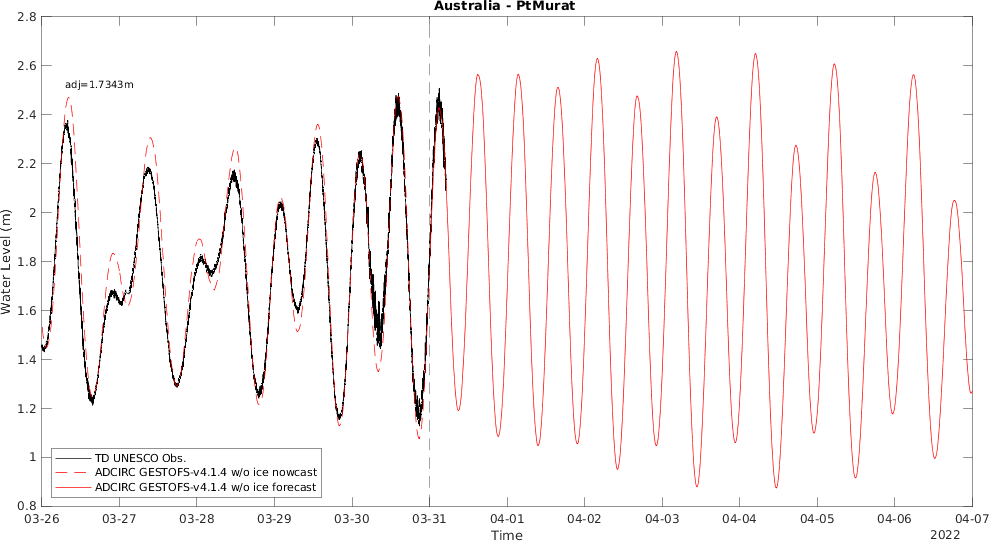 Australia - PtMurat
adj=1.7343m
Water Level (m)
2.8
2.6
2.4
2.2
2
1.8
1.6
1.4
1.2
1
0.8
TD UNESCO Obs.
ADCIRC GESTOFS-v4.1.4 w/o ice nowcast
ADCIRC GESTOFS-v4.1.4 w/o ice forecast
03-26 03-27 03-28 03-29 03-30 03-31 04-01 04-02 04-03 04-04 04-05 04-06 04-07
Time
2022